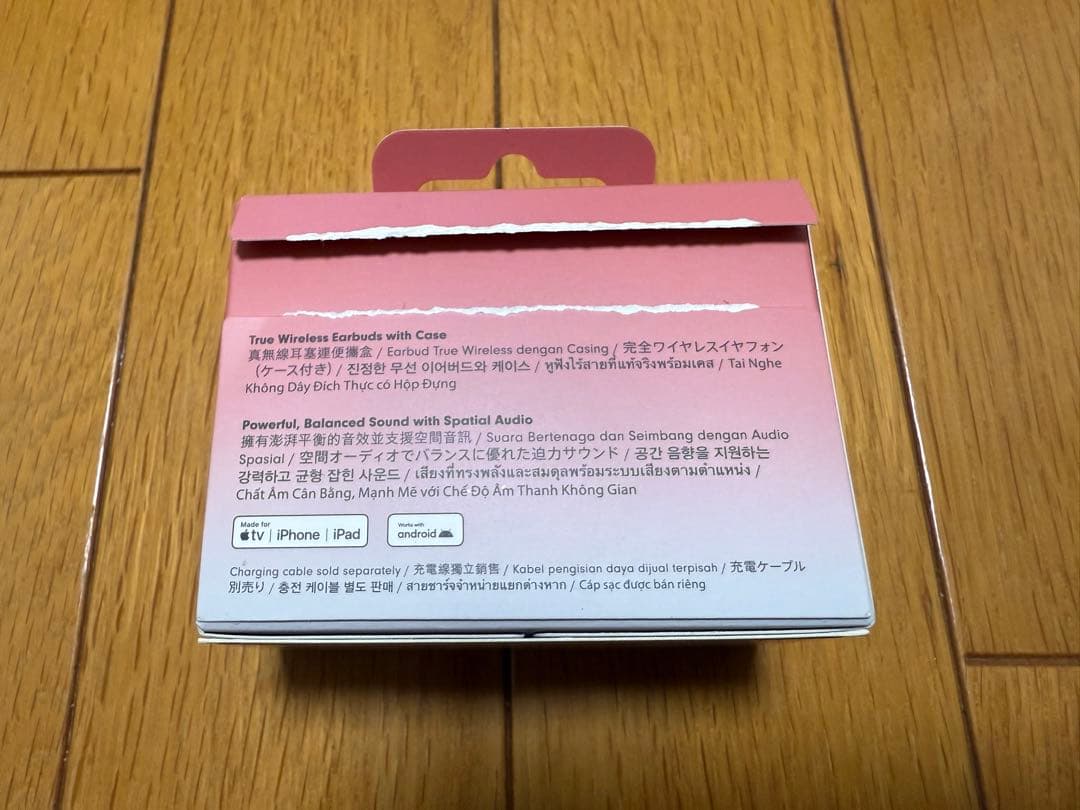 True Wireless Earbuds with Case
真無線耳塞連便攜盒 / Earbud True Wireless dengan Casing / 完全ワイヤレスイヤフォン
（ケース付き）/ 진정한 무선 이어버드와 케이스 / หูฟังไร้สายที่แท้จริงพร้อมเคส / Tai Nghe
Không Dây Đích Thực có Hộp Đựng
Powerful, Balanced Sound with Spatial Audio
擁有澎湃平衡的音效並支援空間音訊 / Suara Bertenaga dan Seimbang dengan Audio
Spasial / 空間オーディオでバランスに優れた迫力サウンド / 공간 음향을 지원하는
강력하고 균형 잡힌 사운드 / เสียงที่ทรงพลังและสมดุลพร้อมระบบเสียงตามตำแหน่ง /
Chất Âm Cân Bằng, Mạnh Mẽ với Chế Độ Âm Thanh Không Gian
Made for
tv | iPhone | iPad
Works with
android
Charging cable sold separately / 充電線獨立銷售 / Kabel pengisian daya dijual terpisah / 充電ケーブル
別売り / 충전 케이블 별도 판매 / สายชาร์จจำหน่ายแยกต่างหาก / Cáp sạc được bán riêng